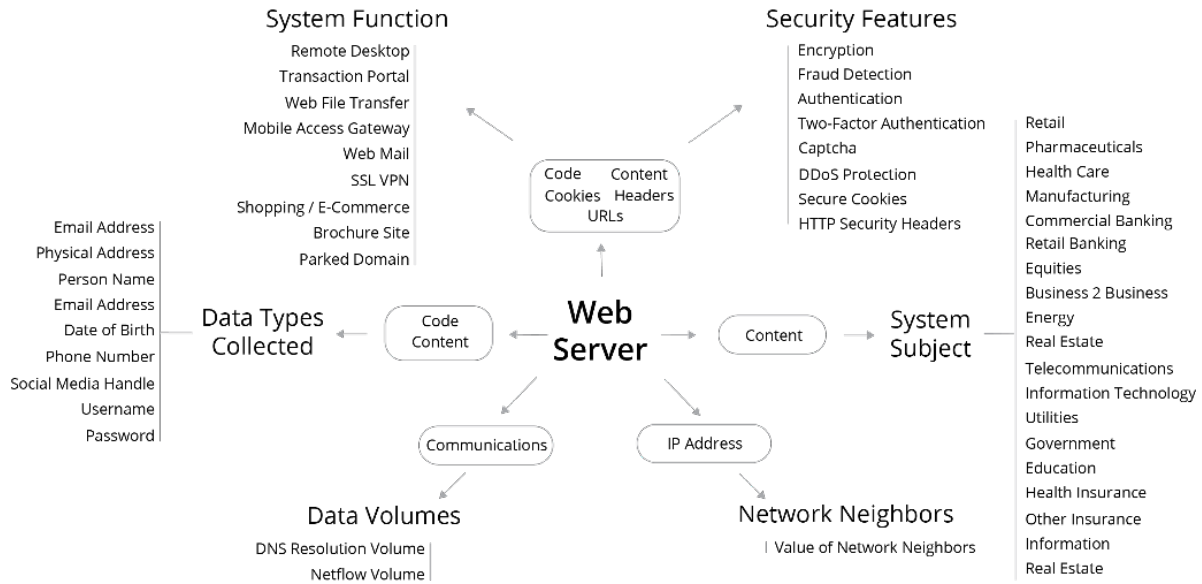 System Function
Remote Desktop
Transaction Portal
Web File Transfer
Mobile Access Gateway
Web Mail
SSL VPN
Shopping / E-Commerce
Brochure Site
Parked Domain
Security Features
Encryption
Fraud Detection
Authentication
Two-Factor Authentication
Captcha
DDoS Protection
Secure Cookies
HTTP Security Headers
Code Content
Cookies Headers
URLs
Email Address
Physical Address
Person Name
Email Address
Date of Birth
Phone Number
Social Media Handle
Username
Password
Data Types
Collected
Code
Content
Web
Server
Content
System
Subject
Retail
Pharmaceuticals
Health Care
Manufacturing
Commercial Banking
Retail Banking
Equities
Business 2 Business
Energy
Real Estate
Telecommunications
Information Technology
Utilities
Government
Education
Health Insurance
Other Insurance
Information
Real Estate
Communications
IP Address
Data Volumes
DNS Resolution Volume
Netflow Volume
Network Neighbors
Value of Network Neighbors